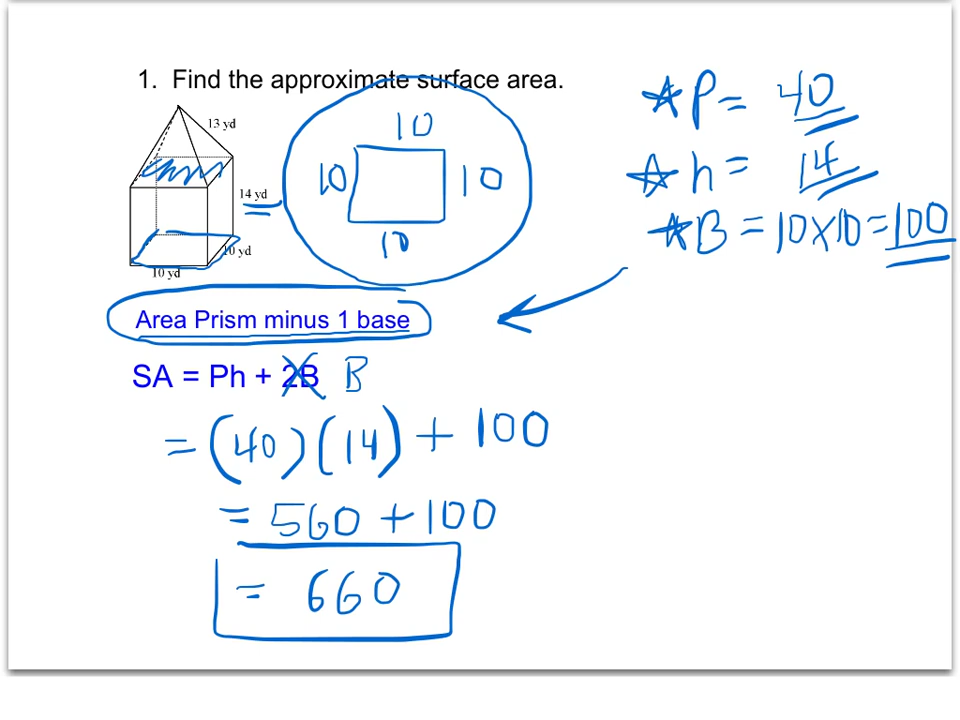 1. Find the approximate surface area.
13 yd
14 yd
10 yd
10 yd
10
10
10
10
P = 40
h = 14
B = 10 x 10 = 100
Area Prism minus 1 base
SA = Ph + 2B B
= (40)(14) + 100
= 560 + 100
= 660